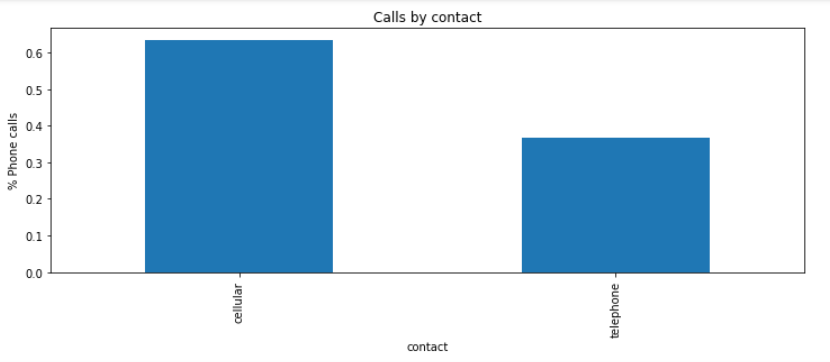 Calls by contact
% Phone calls
0.6
0.5
0.4
0.3
0.2
0.1
0.0
cellular
telephone
contact